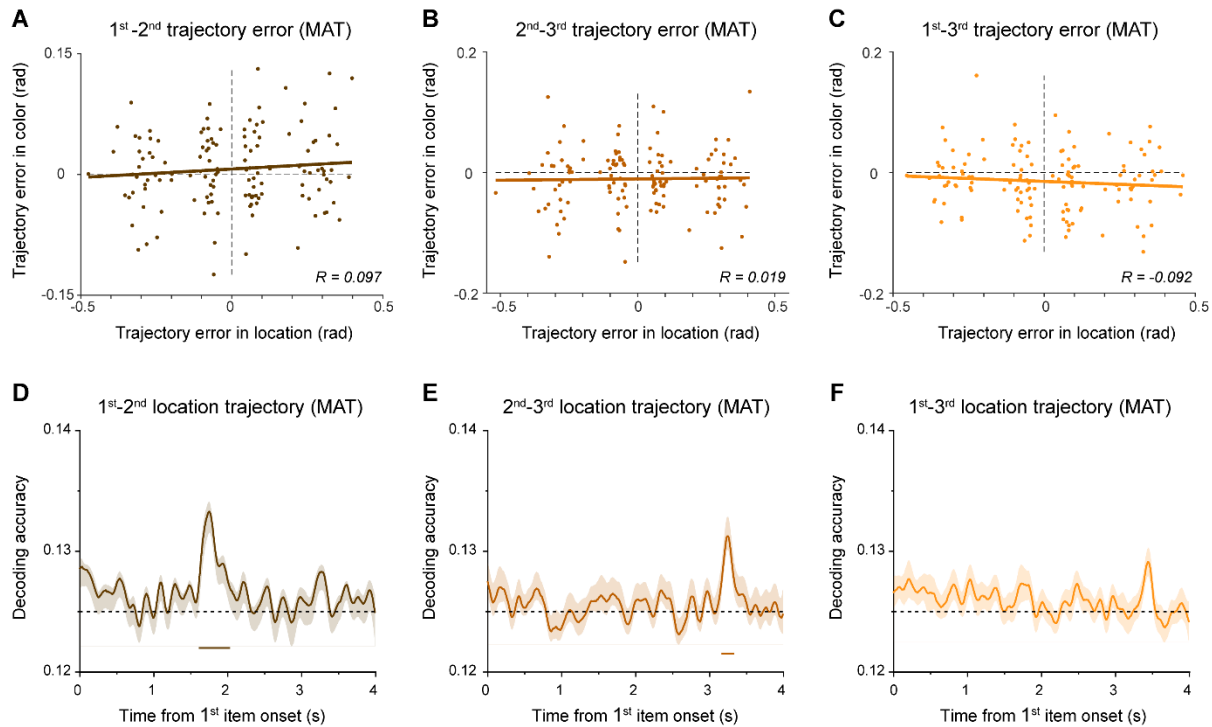 A
1st-2nd trajectory error (MAT)
0.15
0
-0.15
-0.5
0
0.5
Trajectory error in color (rad)
Trajectory error in location (rad)
R = 0.097
B
2nd-3rd trajectory error (MAT)
0.2
0
-0.2
-0.5
0
0.5
Trajectory error in color (rad)
Trajectory error in location (rad)
R = 0.019
C
1st-3rd trajectory error (MAT)
0.2
0
-0.2
-0.5
0
0.5
Trajectory error in color (rad)
Trajectory error in location (rad)
R = -0.092
D
1st-2nd location trajectory (MAT)
0.14
0.13
0.12
0
1
2
3
4
Decoding accuracy
Time from 1st item onset (s)
E
2nd-3rd location trajectory (MAT)
0.14
0.13
0.12
0
1
2
3
4
Decoding accuracy
Time from 1st item onset (s)
F
1st-3rd location trajectory (MAT)
0.14
0.13
0.12
0
1
2
3
4
Decoding accuracy
Time from 1st item onset (s)